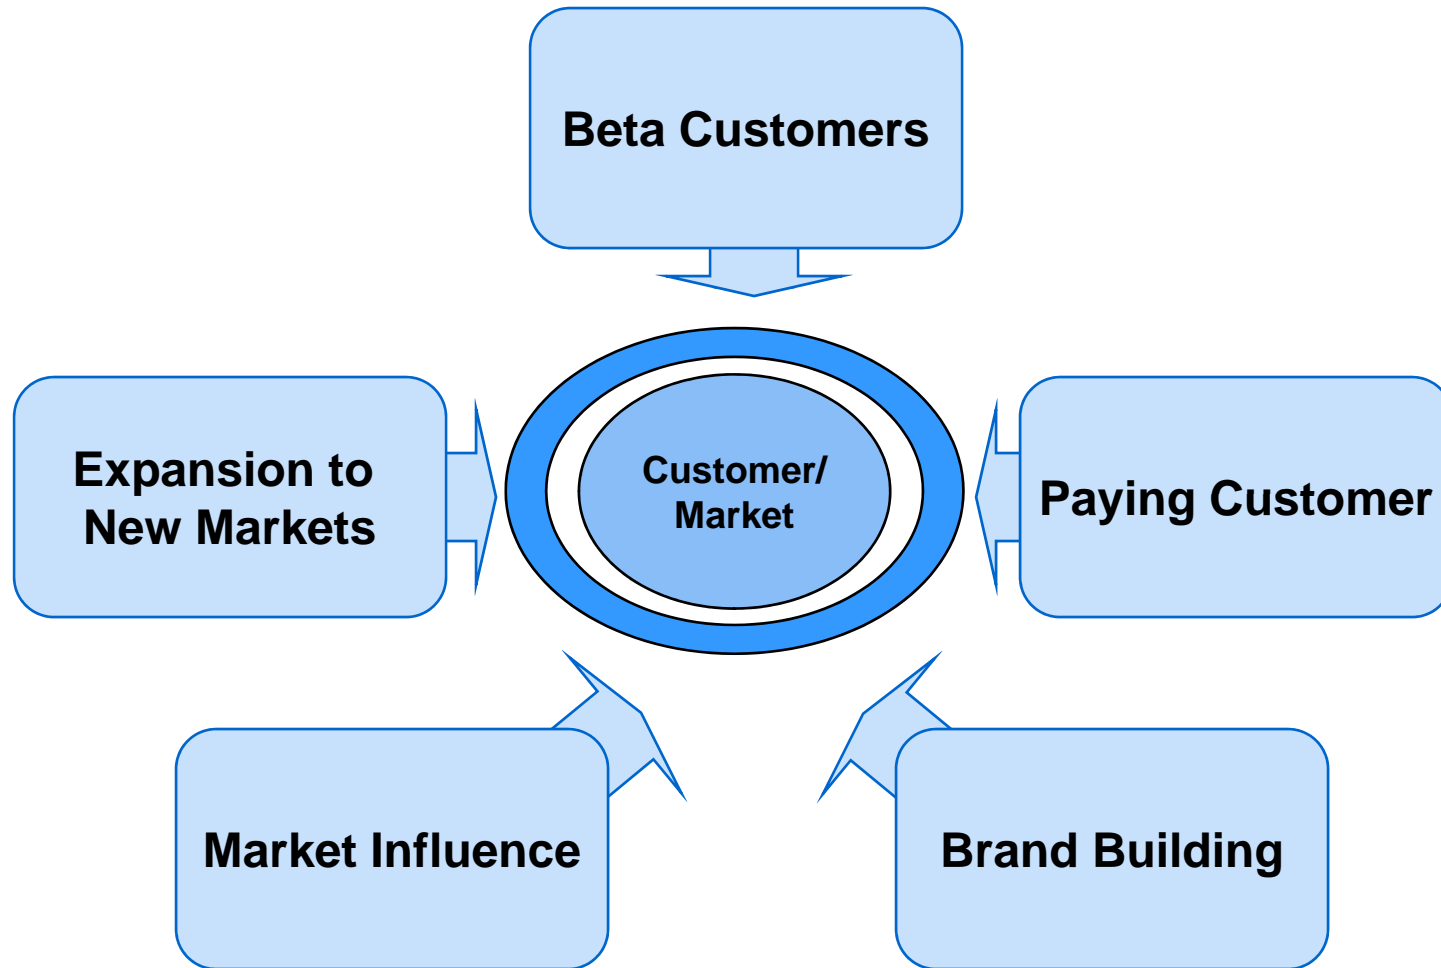 Beta Customers
Expansion to
New Markets
Customer/
Market
Paying Customer
Market Influence
Brand Building